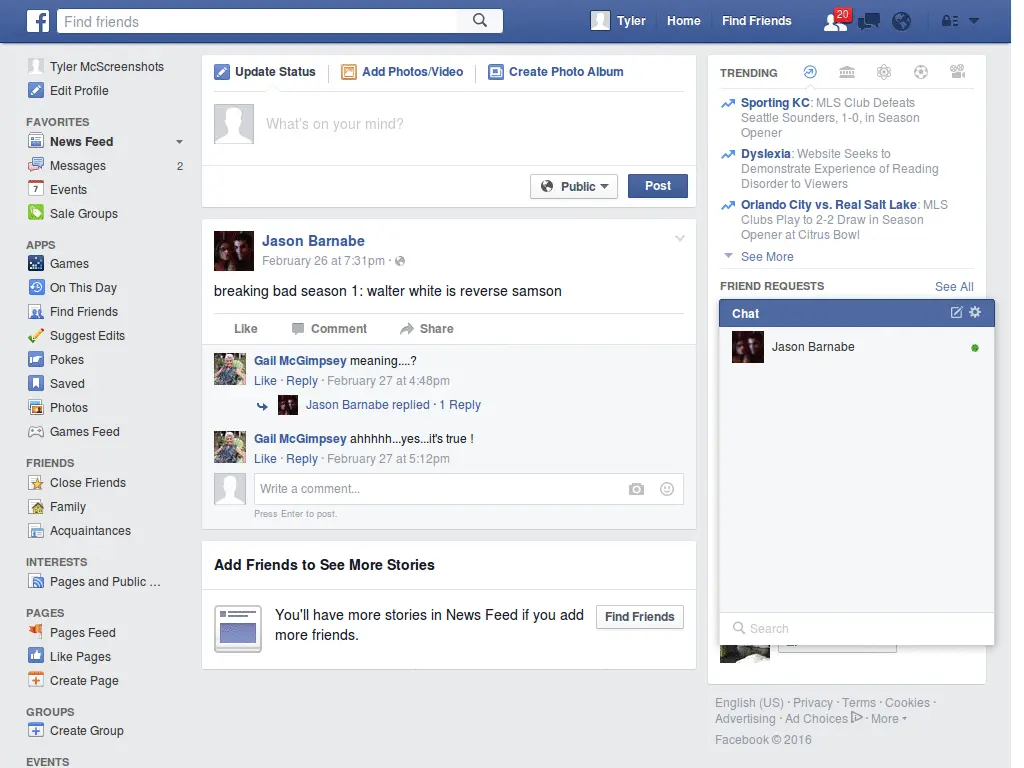 Find friends
Tyler
Home
Find Friends
20
Tyler McScreenshots
Edit Profile
FAVORITES
News Feed
Messages 2
7 Events
Sale Groups
APPS
Games
On This Day
Find Friends
Suggest Edits
Pokes
Saved
Photos
Games Feed
FRIENDS
Close Friends
Family
Acquaintances
INTERESTS
Pages and Public ...
PAGES
Pages Feed
Like Pages
Create Page
GROUPS
Create Group
EVENTS
Update Status
Add Photos/Video
Create Photo Album
What's on your mind?
Public
Post
Jason Barnabe
February 26 at 7:31pm ·
breaking bad season 1: walter white is reverse samson
Like Comment Share
Gail McGimpsey meaning....?
Like · Reply · February 27 at 4:48pm
Jason Barnabe replied · 1 Reply
Gail McGimpsey ahhhhh...yes...it's true !
Like · Reply · February 27 at 5:12pm
Write a comment...
Press Enter to post.
Add Friends to See More Stories
You'll have more stories in News Feed if you add
more friends.
Find Friends
TRENDING
Sporting KC: MLS Club Defeats
Seattle Sounders, 1-0, in Season
Opener
Dyslexia: Website Seeks to
Demonstrate Experience of Reading
Disorder to Viewers
Orlando City vs. Real Salt Lake: MLS
Clubs Play to 2-2 Draw in Season
Opener at Citrus Bowl
See More
FRIEND REQUESTS See All
Chat
Jason Barnabe
Search
English (US) · Privacy · Terms · Cookies ·
Advertising · Ad Choices · More
Facebook © 2016